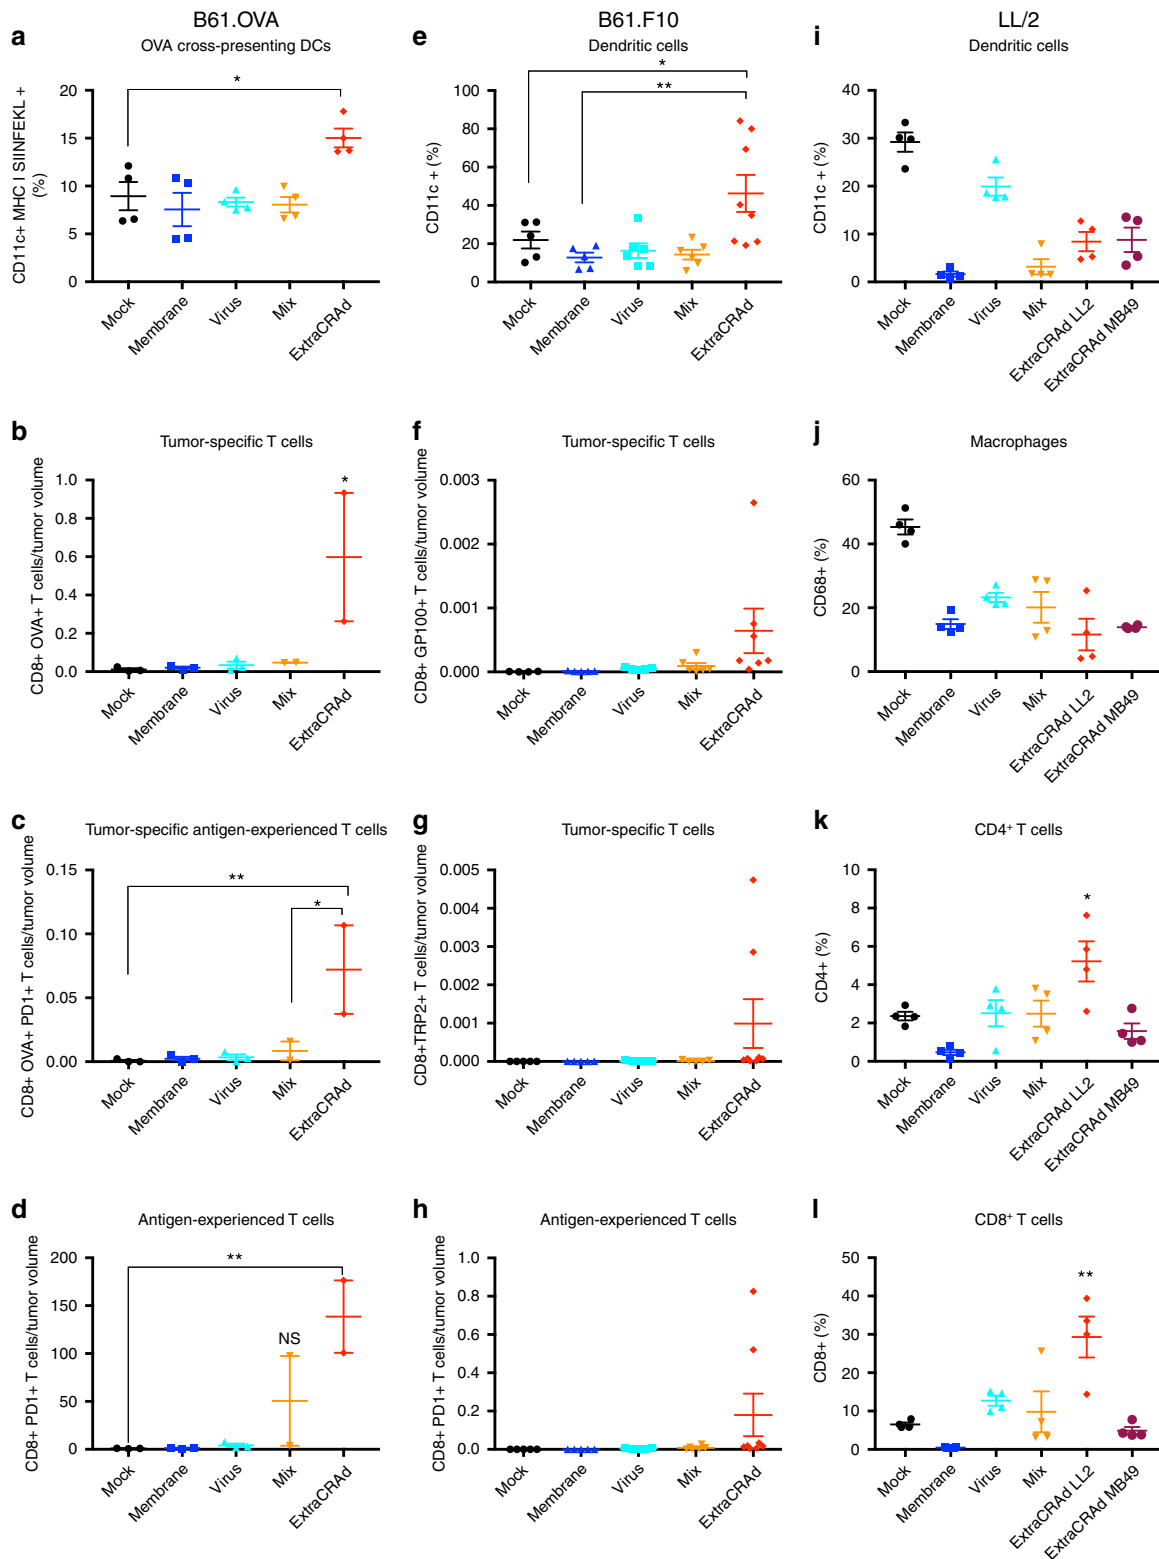 B61.OVA
a
OVA cross-presenting DCs
CD11c+ MHC I SIINFEKL +
(%)
20
15
10
5
0
*
Mock
Membrane
Virus
Mix
ExtraCRAd
B61.F10
e
Dendritic cells
CD11c + (%)
100
80
60
40
20
0
*
**
Mock
Membrane
Virus
Mix
ExtraCRAd
LL/2
i
Dendritic cells
CD11c + (%)
40
30
20
10
0
Mock
Membrane
Virus
Mix
ExtraCRAd LL2
ExtraCRAd MB49
b
Tumor-specific T cells
CD8+ OVA+ T cells/tumor volume
1.0
0.8
0.6
0.4
0.2
0.0
*
Mock
Membrane
Virus
Mix
ExtraCRAd
f
Tumor-specific T cells
CD8+ GP100+ T cells/tumor volume
0.003
0.002
0.001
0.000
Mock
Membrane
Virus
Mix
ExtraCRAd
j
Macrophages
CD68+ (%)
60
40
20
0
Mock
Membrane
Virus
Mix
ExtraCRAd LL2
ExtraCRAd MB49
c
Tumor-specific antigen-experienced T cells
CD8+ OVA+ PD1+ T cells/tumor volume
0.15
0.10
0.05
0.00
**
*
Mock
Membrane
Virus
Mix
ExtraCRAd
g
Tumor-specific T cells
CD8+TRP2+ T cells/tumor volume
0.005
0.004
0.003
0.002
0.001
0.000
Mock
Membrane
Virus
Mix
ExtraCRAd
k
CD4⁺ T cells
CD4+ (%)
10
8
6
4
2
0
*
Mock
Membrane
Virus
Mix
ExtraCRAd LL2
ExtraCRAd MB49
d
Antigen-experienced T cells
CD8+ PD1+ T cells/tumor volume
200
150
100
50
0
**
NS
Mock
Membrane
Virus
Mix
ExtraCRAd
h
Antigen-experienced T cells
CD8+ PD1+ T cells/tumor volume
1.0
0.8
0.6
0.4
0.2
0.0
Mock
Membrane
Virus
Mix
ExtraCRAd
l
CD8⁺ T cells
CD8+ (%)
50
40
30
20
10
0
**
Mock
Membrane
Virus
Mix
ExtraCRAd LL2
ExtraCRAd MB49